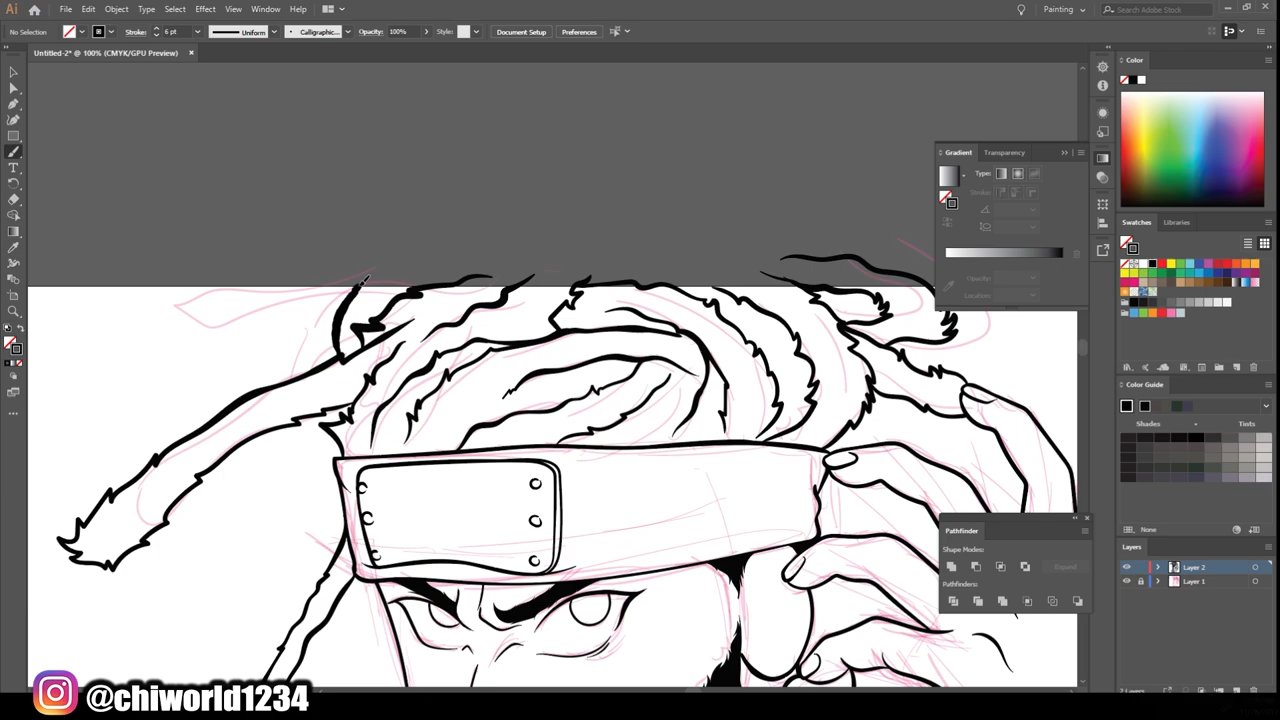 Ai File Edit Object Type Select Effect View Window Help Painting Search Adobe Stock
No Selection Stroke: 6 pt Uniform Calligraphic... Opacity: 100% Style: Document Setup Preferences
Untitled-2* @ 100% (CMYK/GPU Preview)
Color
Gradient Transparency
Type:
Stroke:
Opacity:
Location:
Swatches Libraries
Color Guide
Shades Tints
None
Pathfinder
Shape Modes:
Expand
Pathfinders:
Layers
Layer 2
Layer 1
2 Layers
@chiworld1234